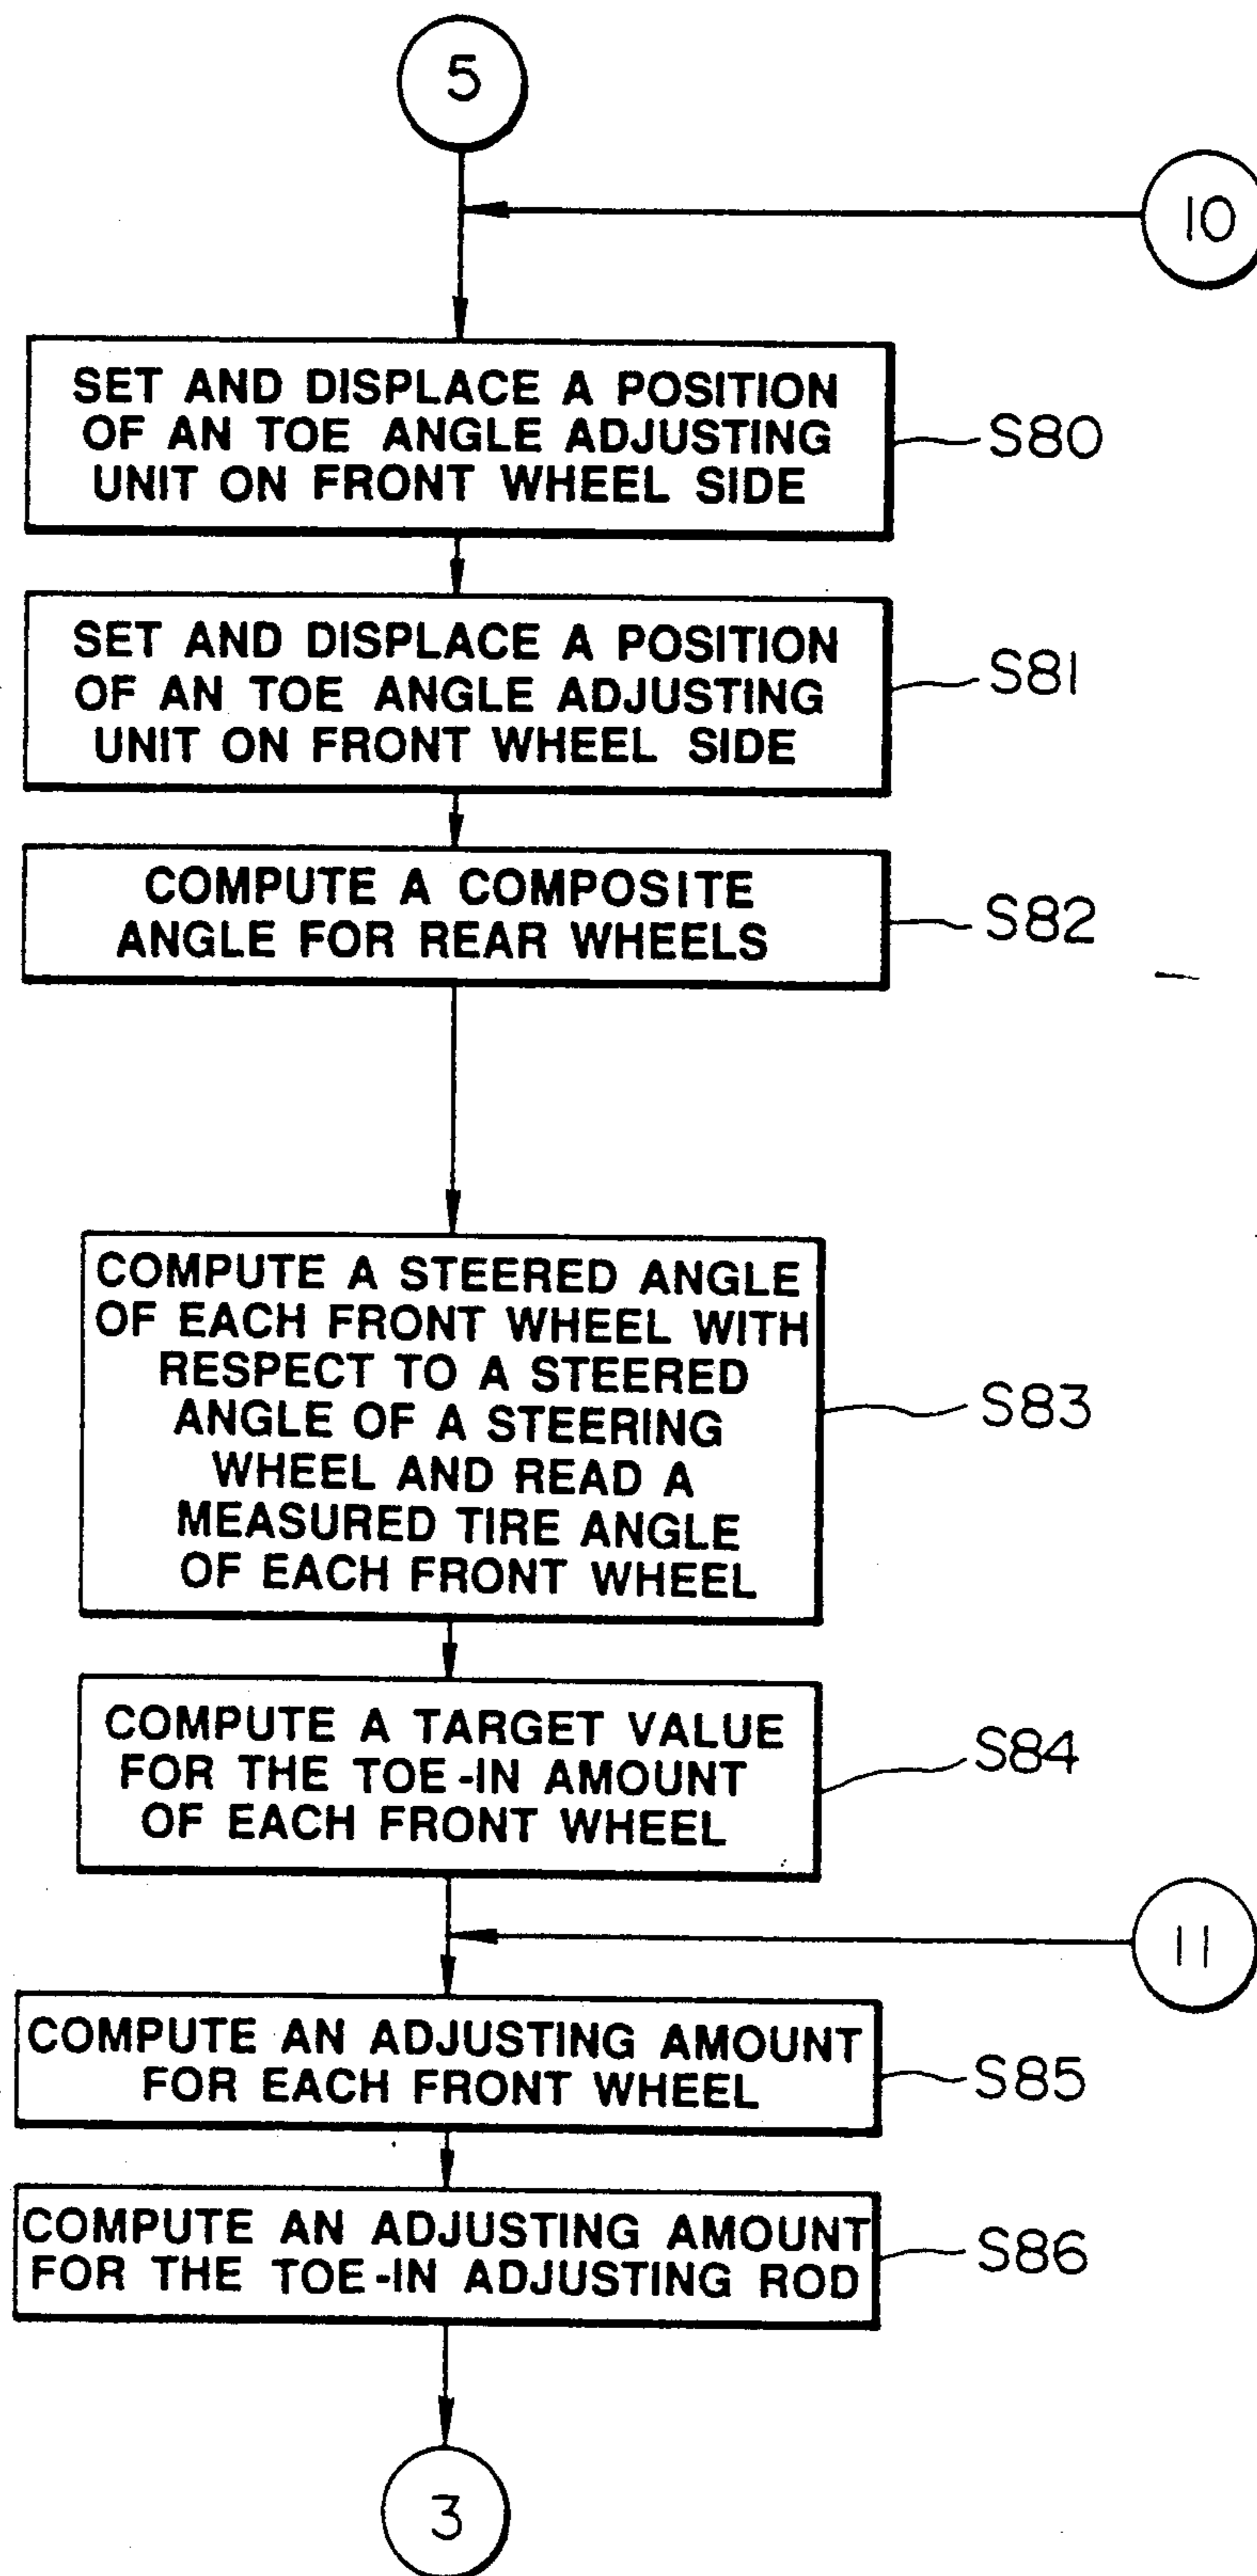 5
10
SET AND DISPLACE A POSITION
OF AN TOE ANGLE ADJUSTING
UNIT ON FRONT WHEEL SIDE
S80
SET AND DISPLACE A POSITION
OF AN TOE ANGLE ADJUSTING
UNIT ON FRONT WHEEL SIDE
S81
COMPUTE A COMPOSITE
ANGLE FOR REAR WHEELS
S82
COMPUTE A STEERED ANGLE
OF EACH FRONT WHEEL WITH
RESPECT TO A STEERED
ANGLE OF A STEERING
WHEEL AND READ A
MEASURED TIRE ANGLE
OF EACH FRONT WHEEL
S83
COMPUTE A TARGET VALUE
FOR THE TOE-IN AMOUNT
OF EACH FRONT WHEEL
S84
11
COMPUTE AN ADJUSTING AMOUNT
FOR EACH FRONT WHEEL
S85
COMPUTE AN ADJUSTING AMOUNT
FOR THE TOE-IN ADJUSTING ROD
S86
3